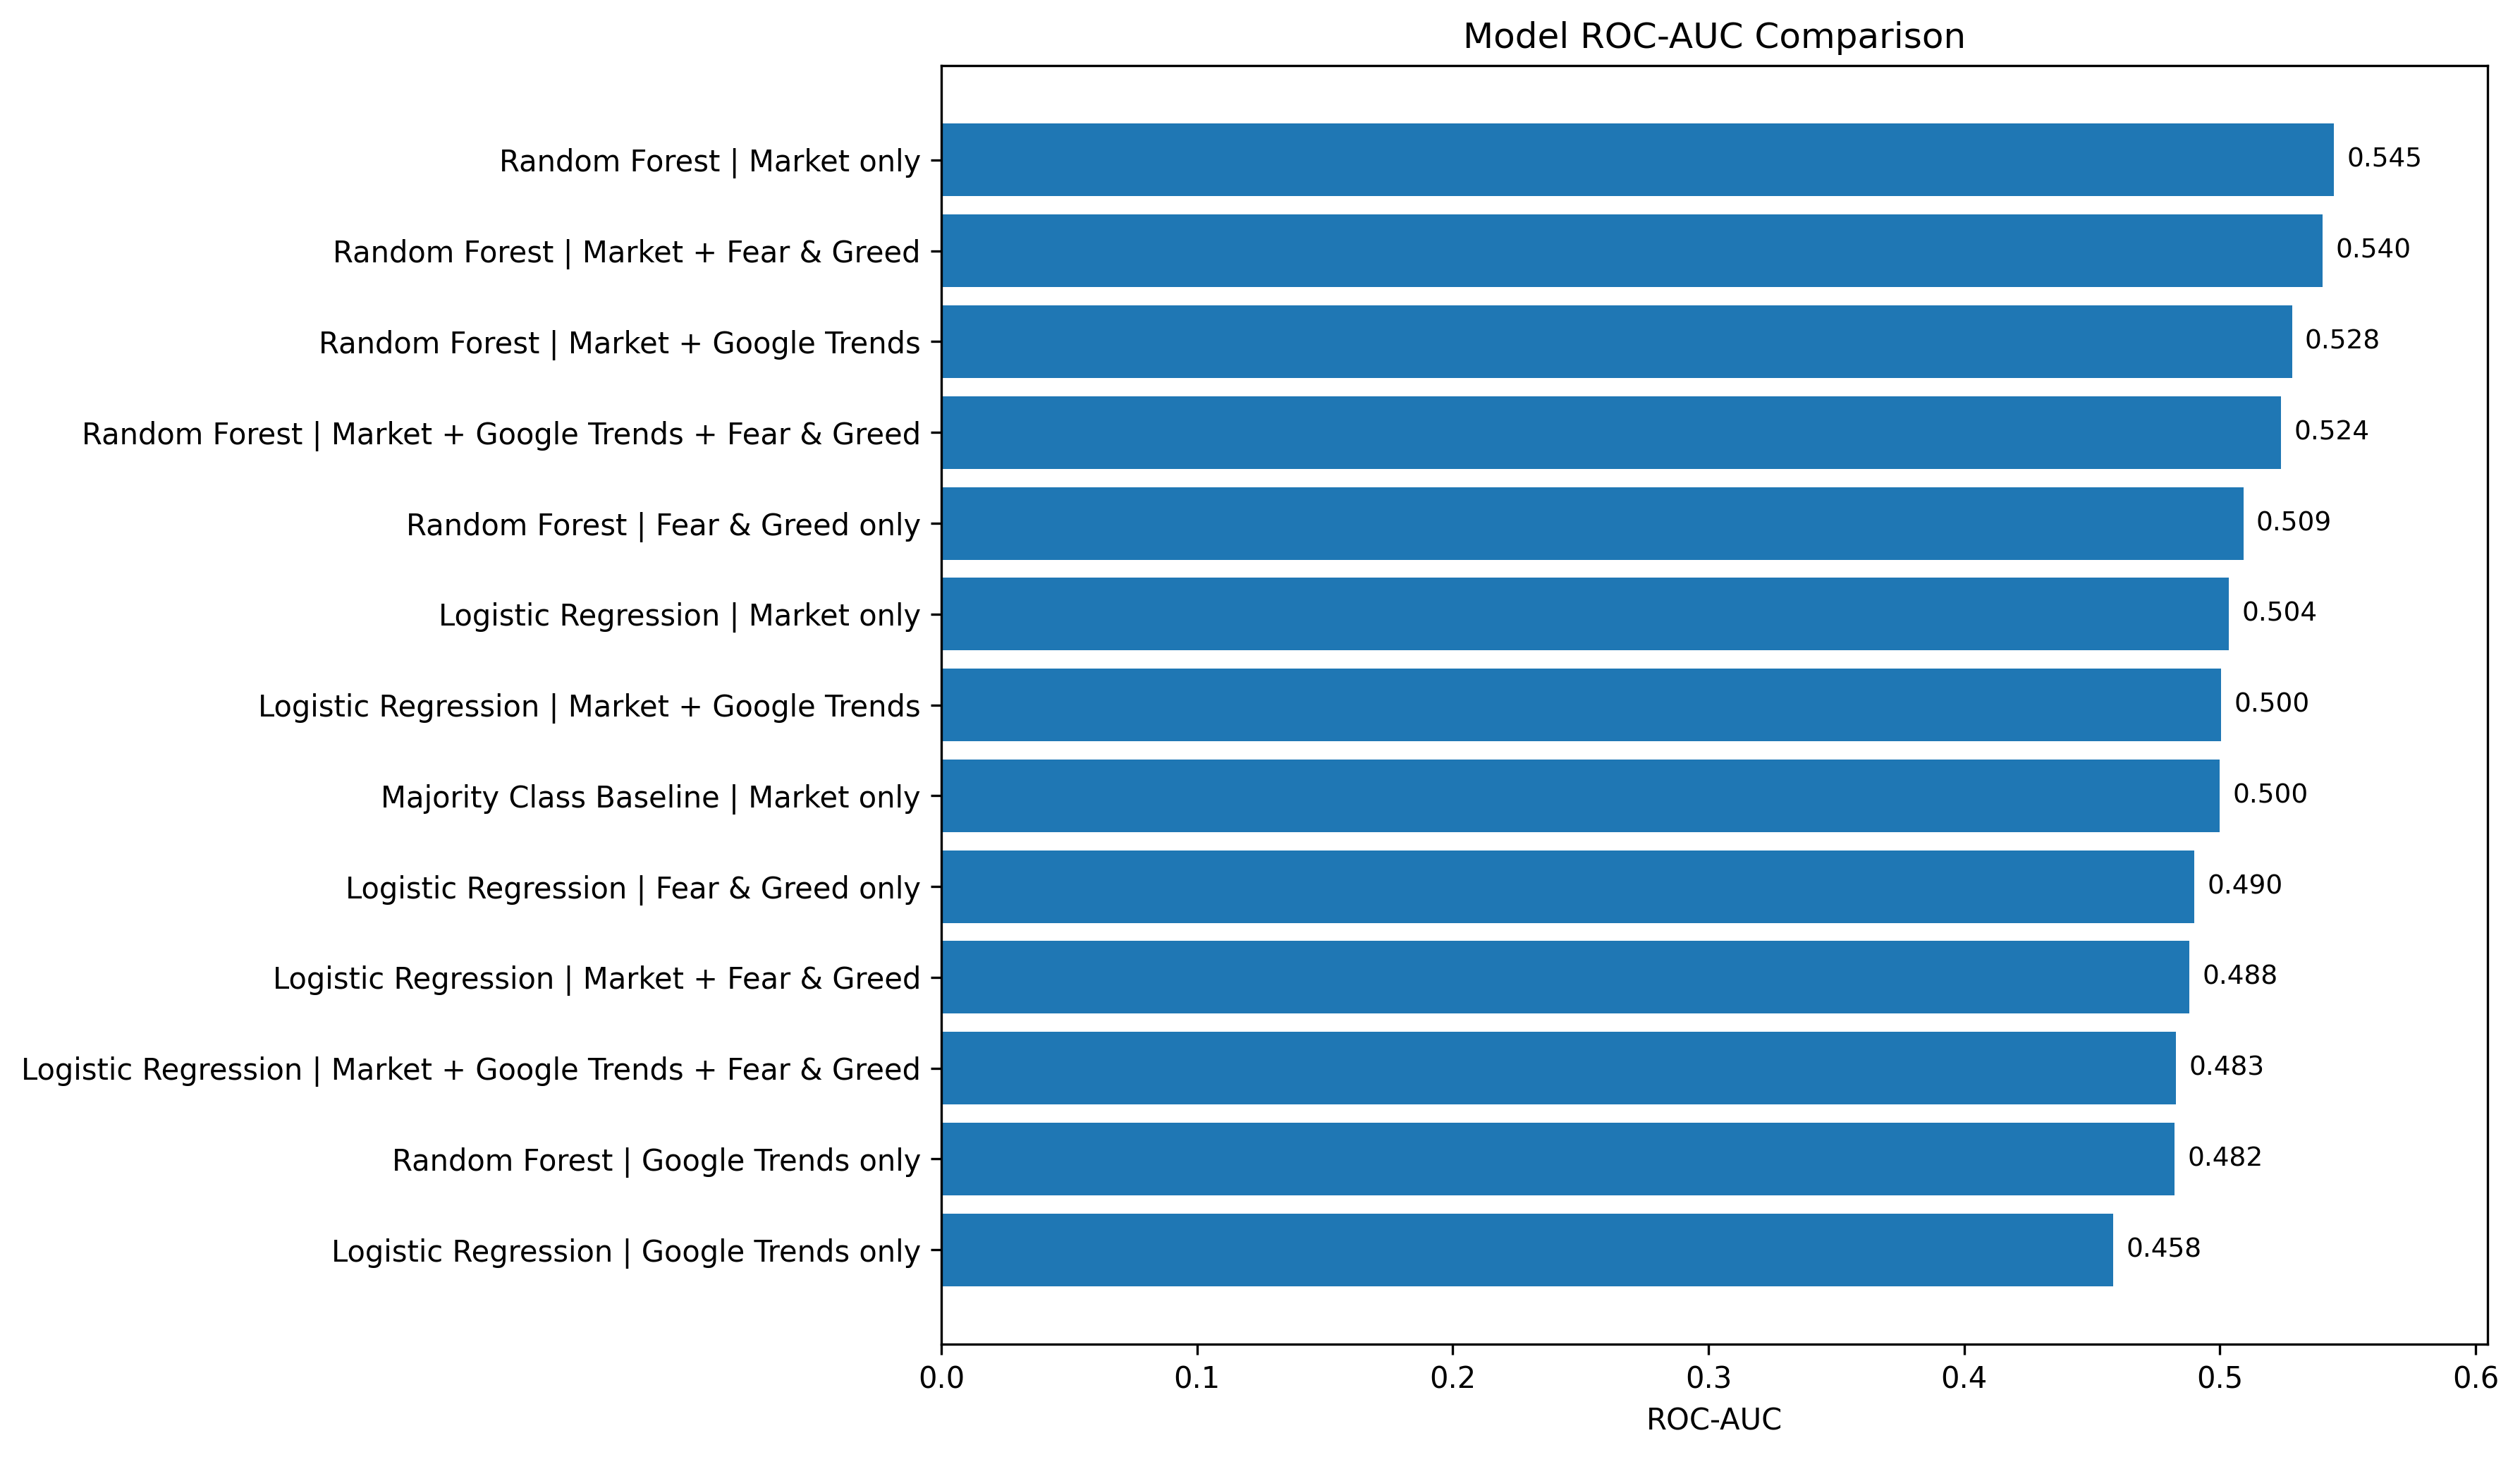 Model ROC-AUC Comparison
Random Forest | Market only 0.545
Random Forest | Market + Fear & Greed 0.540
Random Forest | Market + Google Trends 0.528
Random Forest | Market + Google Trends + Fear & Greed 0.524
Random Forest | Fear & Greed only 0.509
Logistic Regression | Market only 0.504
Logistic Regression | Market + Google Trends 0.500
Majority Class Baseline | Market only 0.500
Logistic Regression | Fear & Greed only 0.490
Logistic Regression | Market + Fear & Greed 0.488
Logistic Regression | Market + Google Trends + Fear & Greed 0.483
Random Forest | Google Trends only 0.482
Logistic Regression | Google Trends only 0.458
0.0 0.1 0.2 0.3 0.4 0.5 0.6
ROC-AUC